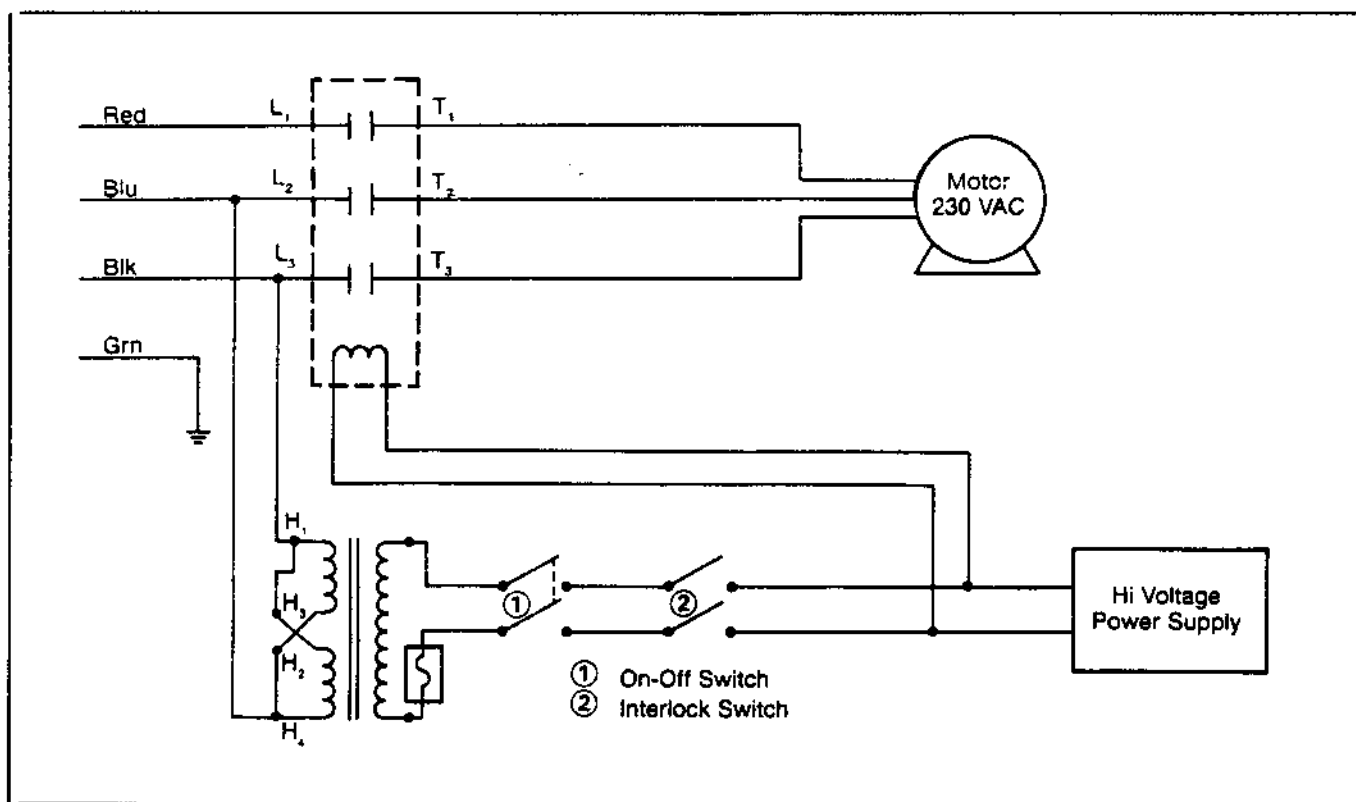 Red
L₁
T₁
Blu
L₂
T₂
Motor
230 VAC
Blk
L₃
T₃
Grn
H₁
H₃
H₂
H₄
①
②
Hi Voltage
Power Supply
① On-Off Switch
② Interlock Switch